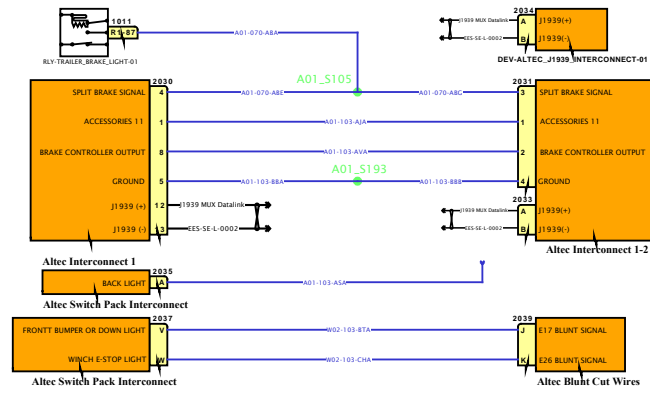 1011
R1-87
A01-070-ABA
RLY-TRAILER_BRAKE_LIGHT-01
2034
J1939 MUX Datalink
A
J1939(+)
EES-SE-L-0002
B
J1939(-)
DEV-ALTEC_J1939_INTERCONNECT-01
A01_S105
2030
2031
SPLIT BRAKE SIGNAL
4
A01-070-ABE
A01-070-ABG
3
SPLIT BRAKE SIGNAL
ACCESSORIES 11
1
A01-103-AJA
1
ACCESSORIES 11
BRAKE CONTROLLER OUTPUT
8
A01-103-AVA
2
BRAKE CONTROLLER OUTPUT
A01_S193
GROUND
5
A01-103-BBA
A01-103-BBB
4
GROUND
2033
J1939 (+)
12
J1939 MUX Datalink
J1939 MUX Datalink
A
J1939(+)
J1939 (-)
13
EES-SE-L-0002
EES-SE-L-0002
B
J1939(-)
Altec Interconnect 1
Altec Interconnect 1-2
2035
BACK LIGHT
A
A01-103-ASA
Altec Switch Pack Interconnect
2037
2039
FRONTT BUMPER OR DOWN LIGHT
V
W02-103-BTA
J
E17 BLUNT SIGNAL
WINCH E-STOP LIGHT
W
W02-103-CHA
K
E26 BLUNT SIGNAL
Altec Switch Pack Interconnect
Altec Blunt Cut Wires